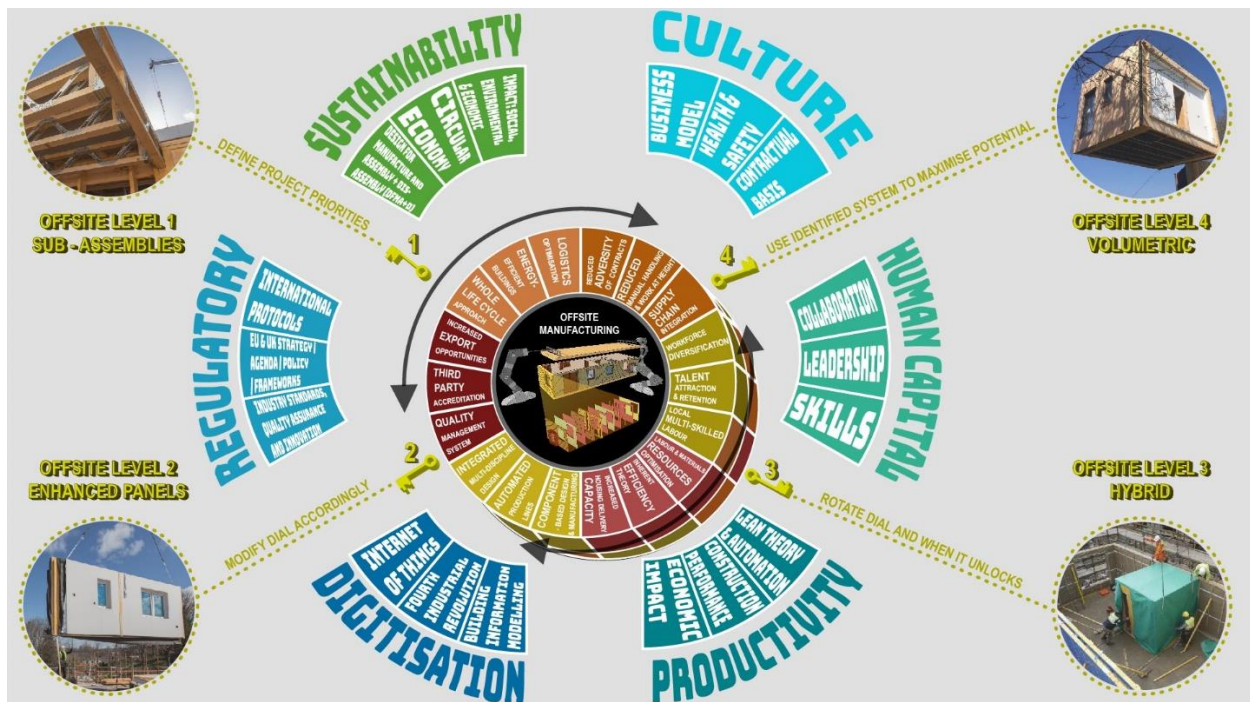 SUSTAINABILITY
DESIGN FOR
MANUFACTURE AND
ASSEMBLY + DIS-
ASSEMBLY (DFMA+D)
CIRCULAR
ECONOMY
IMPACT: SOCIAL,
ENVIRONMENTAL
& ECONOMIC
CULTURE
BUSINESS
MODEL
HEALTH &
SAFETY
CONTRACTUAL
BASIS
OFFSITE LEVEL 1
SUB - ASSEMBLIES
DEFINE PROJECT PRIORITIES
1
OFFSITE LEVEL 4
VOLUMETRIC
USE IDENTIFIED SYSTEM TO MAXIMISE POTENTIAL
4
REGULATORY
INTERNATIONAL
PROTOCOLS
EU & UN STRATEGY |
AGENDA | POLICY
| FRAMEWORKS
INDUSTRY STANDARDS,
QUALITY ASSURANCE
AND INNOVATION
HUMAN CAPITAL
COLLABORATION
LEADERSHIP
SKILLS
OFFSITE
MANUFACTURING
WHOLE
LIFE CYCLE
APPROACH
ENERGY-
EFFICIENT
BUILDINGS
LOGISTICS
OPTIMISATION
REDUCED
ADVERSITY
OF CONTRACTS
REDUCED
MANUAL HANDLING
& WORK AT HEIGHT
SUPPLY
CHAIN
INTEGRATION
WORKFORCE
DIVERSIFICATION
TALENT
ATTRACTION
& RETENTION
LOCAL
MULTI-SKILLED
LABOUR
LABOUR & MATERIALS
RESOURCES
OPTIMISATION
INHERENT
EFFICIENCY
THEORY
INCREASED
HOUSING DELIVERY
CAPACITY
COMPONENT
- BASED DESIGN
& MANUFACTURING
AUTOMATED
PRODUCTION
LINES
INTEGRATED
MULTI-DISCIPLINE
DESIGN
QUALITY
MANAGEMENT
SYSTEM
THIRD
PARTY
ACCREDITATION
INCREASED
EXPORT
OPPORTUNITIES
OFFSITE LEVEL 2
ENHANCED PANELS
MODIFY DIAL ACCORDINGLY
2
OFFSITE LEVEL 3
HYBRID
ROTATE DIAL AND WHEN IT UNLOCKS
3
DIGITISATION
INTERNET
OF THINGS
FOURTH
INDUSTRIAL
REVOLUTION
BUILDING
INFORMATION
MODELLING
PRODUCTIVITY
LEAN THEORY
& AUTOMATION
CONSTRUCTION
PERFORMANCE
ECONOMIC
IMPACT